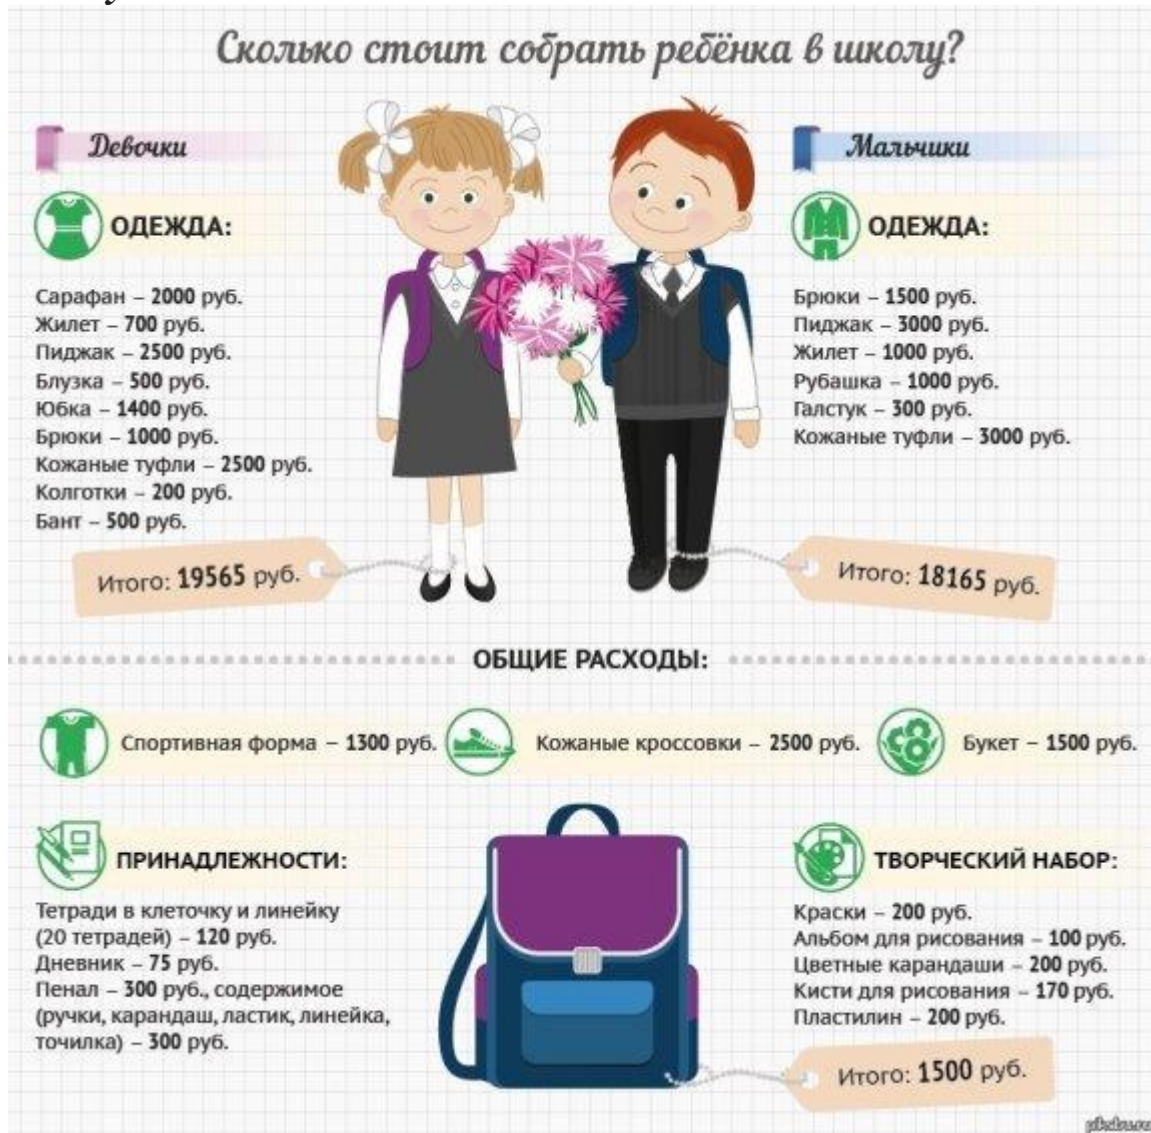 Сколько стоит собрать ребёнка в школу?
Девочки
ОДЕЖДА:
Сарафан – 2000 руб.
Жилет – 700 руб.
Пиджак – 2500 руб.
Блузка – 500 руб.
Юбка – 1400 руб.
Брюки – 1000 руб.
Кожаные туфли – 2500 руб.
Колготки – 200 руб.
Бант – 500 руб.
Итого: 19565 руб.
Мальчики
ОДЕЖДА:
Брюки – 1500 руб.
Пиджак – 3000 руб.
Жилет – 1000 руб.
Рубашка – 1000 руб.
Галстук – 300 руб.
Кожаные туфли – 3000 руб.
Итого: 18165 руб.
ОБЩИЕ РАСХОДЫ:
Спортивная форма – 1300 руб.
Кожаные кроссовки – 2500 руб.
Букет – 1500 руб.
ПРИНАДЛЕЖНОСТИ:
Тетради в клеточку и линейку
(20 тетрадей) – 120 руб.
Дневник – 75 руб.
Пенал – 300 руб., содержимое
(ручки, карандаш, ластик, линейка,
точилка) – 300 руб.
ТВОРЧЕСКИЙ НАБОР:
Краски – 200 руб.
Альбом для рисования – 100 руб.
Цветные карандаши – 200 руб.
Кисти для рисования – 170 руб.
Пластилин – 200 руб.
Итого: 1500 руб.